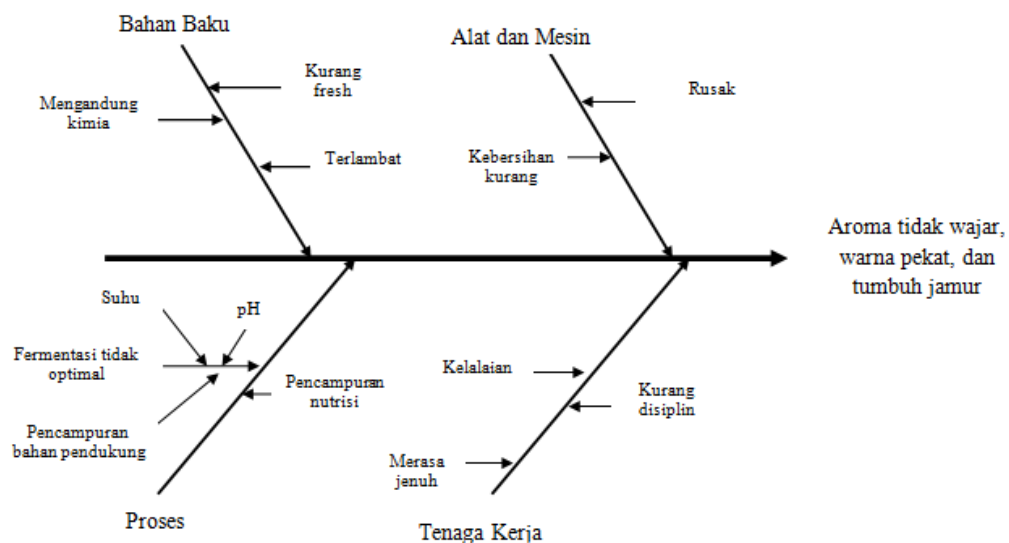 Bahan Baku
Alat dan Mesin
Kurang
fresh
Rusak
Mengandung
kimia
Terlambat
Kebersihan
kurang
Aroma tidak wajar,
warna pekat, dan
tumbuh jamur
Suhu
pH
Fermentasi tidak
optimal
Pencampuran
nutrisi
Kelalaian
Kurang
disiplin
Pencampuran
bahan pendukung
Merasa
jenuh
Proses
Tenaga Kerja